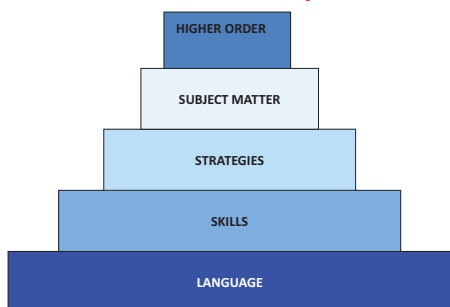 HIGHER ORDER
SUBJECT MATTER
STRATEGIES
SKILLS
LANGUAGE